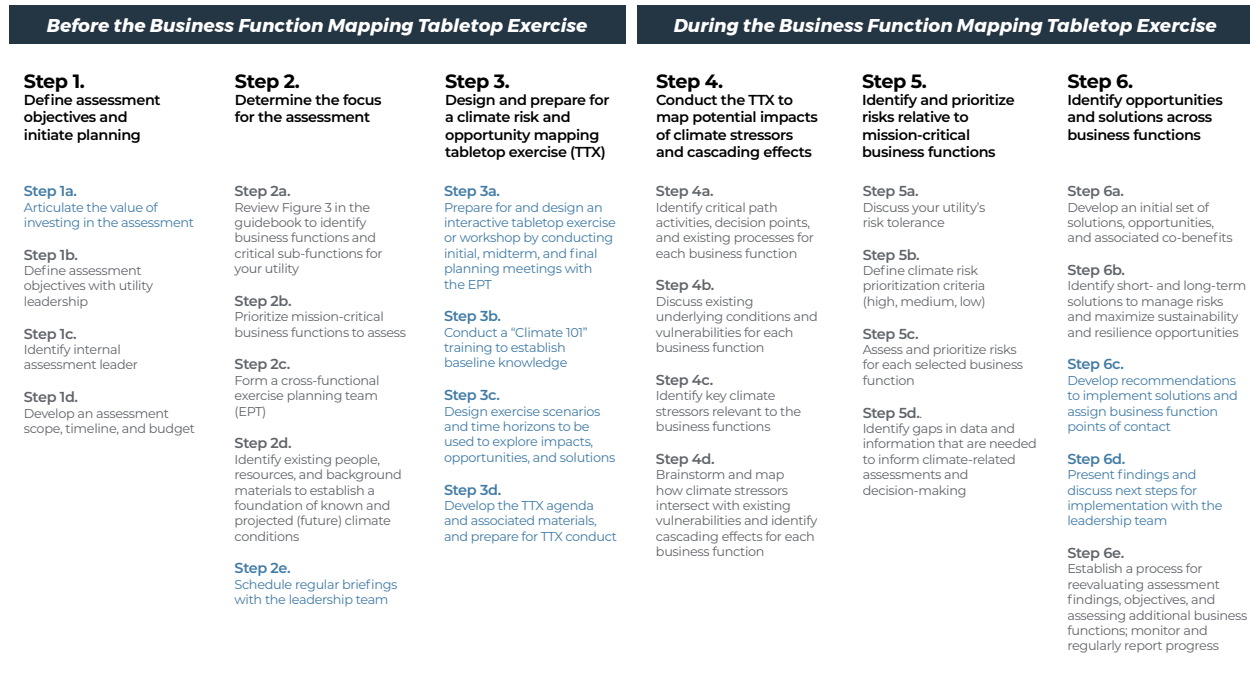 Before the Business Function Mapping Tabletop Exercise
During the Business Function Mapping Tabletop Exercise
Step 1.
Define assessment
objectives and
initiate planning
Step 1a.
Articulate the value of
investing in the assessment
Step 1b.
Define assessment
objectives with utility
leadership
Step 1c.
Identify internal
assessment leader
Step 1d.
Develop an assessment
scope, timeline, and budget
Step 2.
Determine the focus
for the assessment
Step 2a.
Review Figure 3 in the
guidebook to identify
business functions and
critical sub-functions for
your utility
Step 2b.
Prioritize mission-critical
business functions to assess
Step 2c.
Form a cross-functional
exercise planning team
(EPT)
Step 2d.
Identify existing people,
resources, and background
materials to establish a
foundation of known and
projected (future) climate
conditions
Step 2e.
Schedule regular briefings
with the leadership team
Step 3.
Design and prepare for
a climate risk and
opportunity mapping
tabletop exercise (TTX)
Step 3a.
Prepare for and design an
interactive tabletop exercise
or workshop by conducting
initial, midterm, and final
planning meetings with
the EPT
Step 3b.
Conduct a “Climate 101”
training to establish
baseline knowledge
Step 3c.
Design exercise scenarios
and time horizons to be
used to explore impacts,
opportunities, and solutions
Step 3d.
Develop the TTX agenda
and associated materials,
and prepare for TTX conduct
Step 4.
Conduct the TTX to
map potential impacts
of climate stressors
and cascading effects
Step 4a.
Identify critical path
activities, decision points,
and existing processes for
each business function
Step 4b.
Discuss existing
underlying conditions and
vulnerabilities for each
business function
Step 4c.
Identify key climate
stressors relevant to the
business functions
Step 4d.
Brainstorm and map
how climate stressors
intersect with existing
vulnerabilities and identify
cascading effects for each
business function
Step 5.
Identify and prioritize
risks relative to
mission-critical
business functions
Step 5a.
Discuss your utility’s
risk tolerance
Step 5b.
Define climate risk
prioritization criteria
(high, medium, low)
Step 5c.
Assess and prioritize risks
for each selected business
function
Step 5d.
Identify gaps in data and
information that are needed
to inform climate-related
assessments and
decision-making
Step 6.
Identify opportunities
and solutions across
business functions
Step 6a.
Develop an initial set of
solutions, opportunities,
and associated co-benefits
Step 6b.
Identify short- and long-term
solutions to manage risks
and maximize sustainability
and resilience opportunities
Step 6c.
Develop recommendations
to implement solutions and
assign business function
points of contact
Step 6d.
Present findings and
discuss next steps for
implementation with the
leadership team
Step 6e.
Establish a process for
reevaluating assessment
findings, objectives, and
assessing additional business
functions; monitor and
regularly report progress